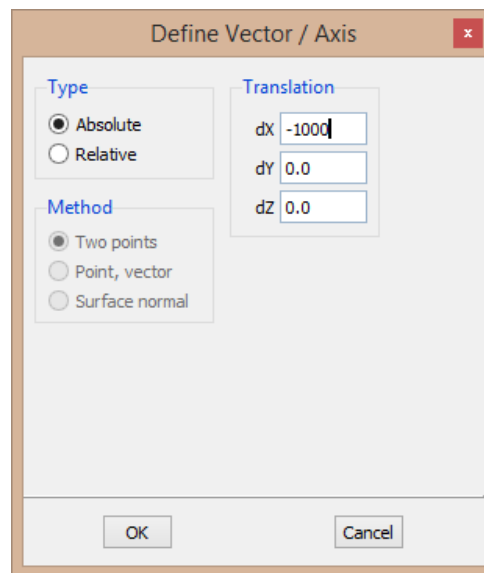 Define Vector / Axis
x
Type
Absolute
Relative
Method
Two points
Point, vector
Surface normal
Translation
dX -1000
dY 0.0
dZ 0.0
OK
Cancel